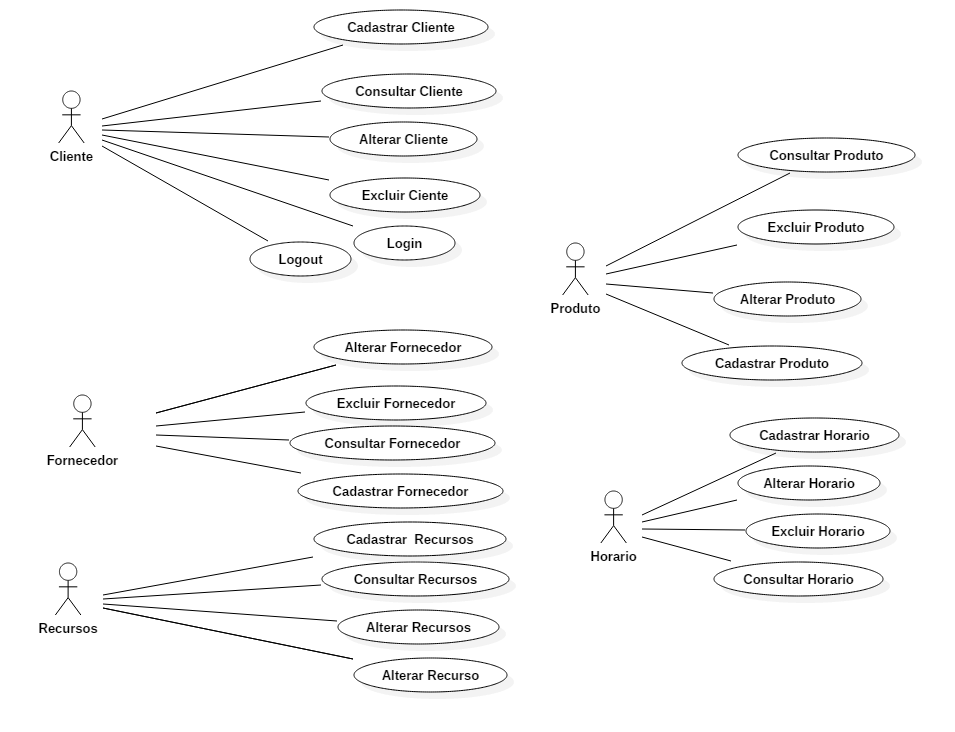 Cadastrar Cliente
Consultar Cliente
Cliente
Alterar Cliente
Excluir Ciente
Login
Logout
Consultar Produto
Excluir Produto
Produto
Alterar Produto
Cadastrar Produto
Alterar Fornecedor
Excluir Fornecedor
Consultar Fornecedor
Fornecedor
Cadastrar Fornecedor
Cadastrar Horario
Alterar Horario
Excluir Horario
Horario
Consultar Horario
Cadastrar  Recursos
Consultar Recursos
Recursos
Alterar Recursos
Alterar Recurso